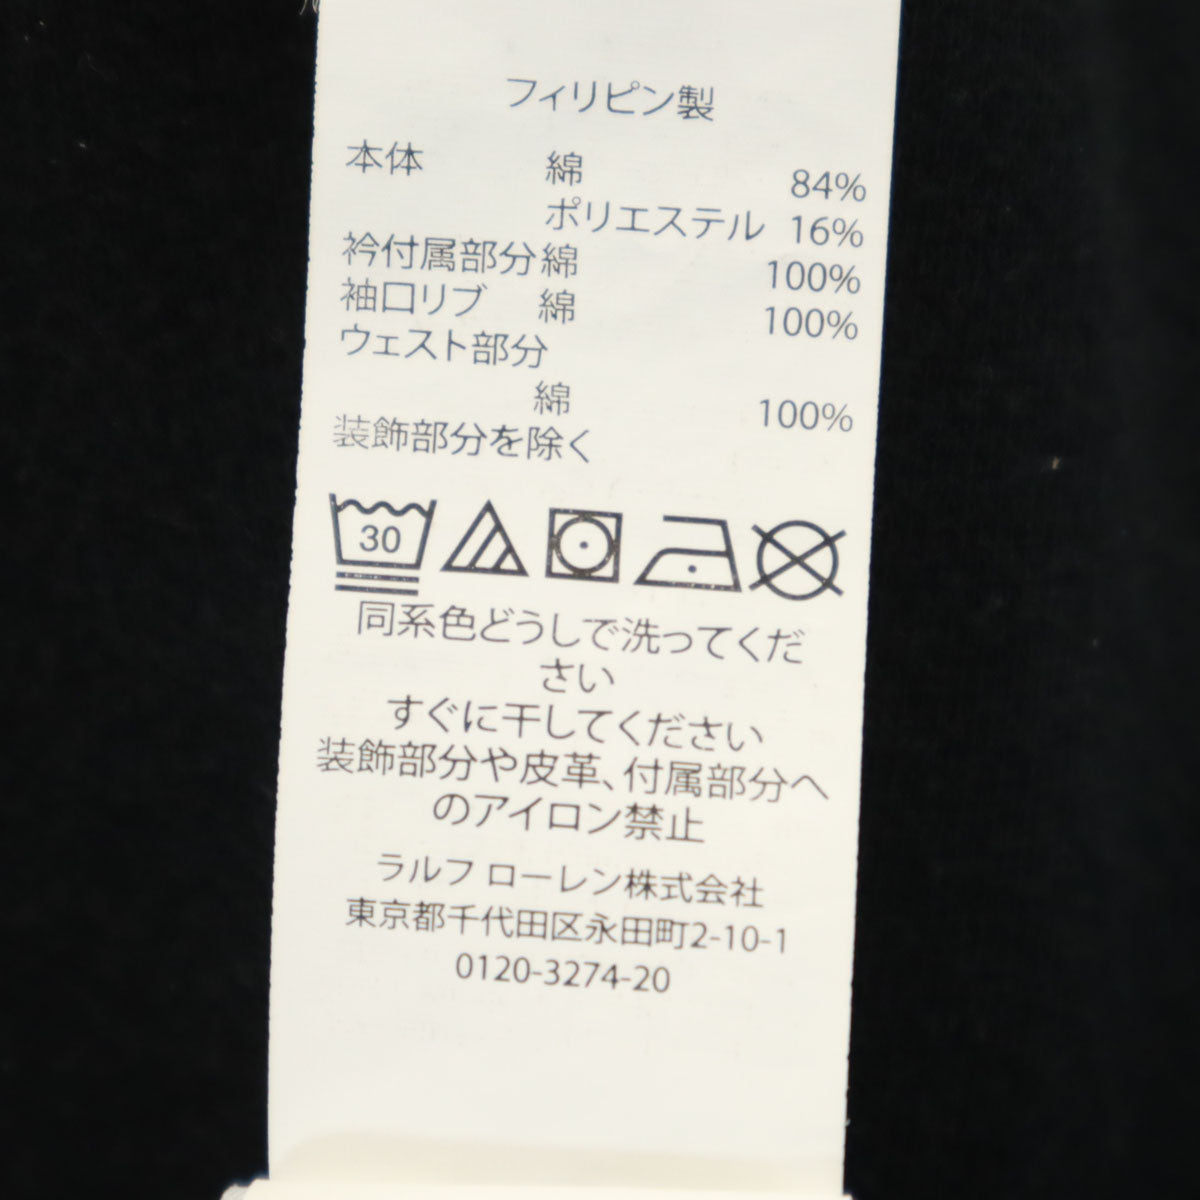 フィリピン製
本体 綿 84%
ポリエステル 16%
衿付属部分 綿 100%
袖口リブ 綿 100%
ウェスト部分
綿 100%
装飾部分を除く
30
同系色どうしで洗ってくだ
さい
すぐに干してください
装飾部分や皮革、付属部分へ
のアイロン禁止
ラルフ ローレン株式会社
東京都千代田区永田町2-10-1
0120-3274-20